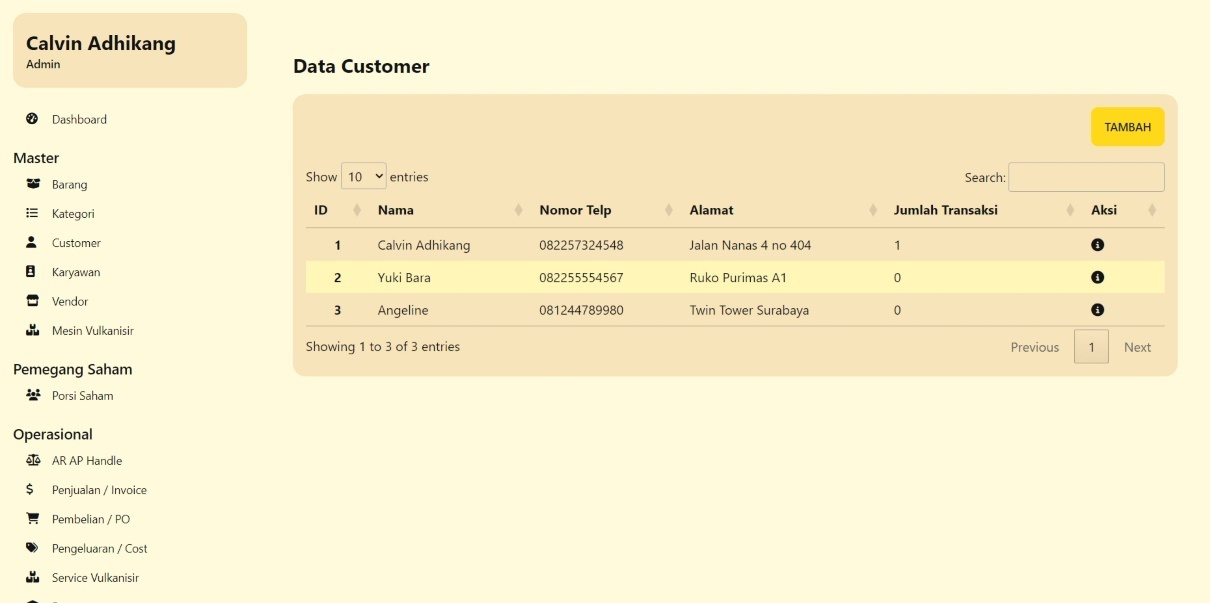 Calvin Adhikang
Admin
Dashboard
Master
Barang
Kategori
Customer
Karyawan
Vendor
Mesin Vulkanisir
Pemegang Saham
Porsi Saham
Operasional
AR AP Handle
Penjualan / Invoice
Pembelian / PO
Pengeluaran / Cost
Service Vulkanisir
Data Customer
TAMBAH
Show 10 entries Search:
ID Nama Nomor Telp Alamat Jumlah Transaksi Aksi
1 Calvin Adhikang 082257324548 Jalan Nanas 4 no 404 1
2 Yuki Bara 082255554567 Ruko Purimas A1 0
3 Angeline 081244789980 Twin Tower Surabaya 0
Showing 1 to 3 of 3 entries Previous 1 Next